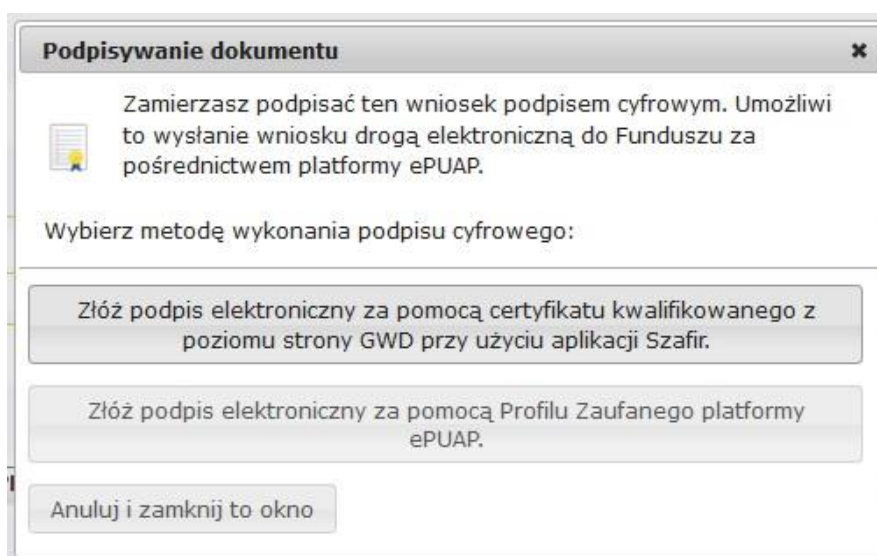 Podpisywanie dokumentu
Zamierzasz podpisać ten wniosek podpisem cyfrowym. Umożliwi
to wysłanie wniosku drogą elektroniczną do Funduszu za
pośrednictwem platformy ePUAP.
Wybierz metodę wykonania podpisu cyfrowego:
Złóż podpis elektroniczny za pomocą certyfikatu kwalifikowanego z
poziomu strony GWD przy użyciu aplikacji Szafir.
Złóż podpis elektroniczny za pomocą Profilu Zaufanego platformy
ePUAP.
Anuluj i zamknij to okno